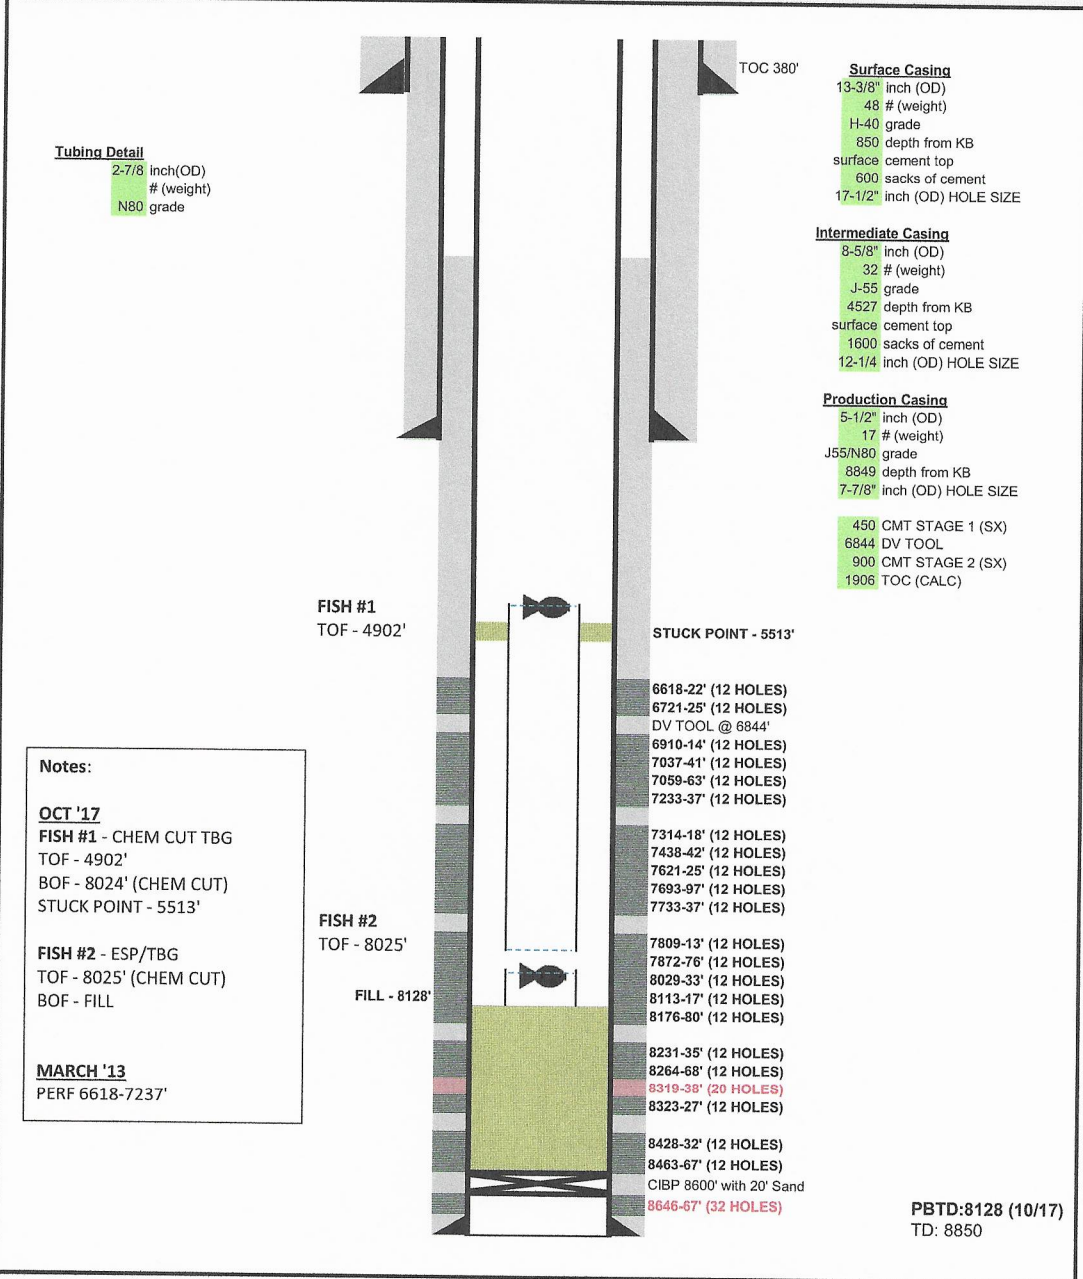 TOC 380'
Tubing Detail
2-7/8 inch(OD)
# (weight)
N80 grade
Surface Casing
13-3/8" inch (OD)
48 # (weight)
H-40 grade
850 depth from KB
surface cement top
600 sacks of cement
17-1/2" inch (OD) HOLE SIZE
Intermediate Casing
8-5/8" inch (OD)
32 # (weight)
J-55 grade
4527 depth from KB
surface cement top
1600 sacks of cement
12-1/4 inch (OD) HOLE SIZE
Production Casing
5-1/2" inch (OD)
17 # (weight)
J55/N80 grade
8849 depth from KB
7-7/8" inch (OD) HOLE SIZE
450 CMT STAGE 1 (SX)
6844 DV TOOL
900 CMT STAGE 2 (SX)
1906 TOC (CALC)
FISH #1
TOF - 4902'
STUCK POINT - 5513'
6618-22' (12 HOLES)
6721-25' (12 HOLES)
DV TOOL @ 6844'
6910-14' (12 HOLES)
7037-41' (12 HOLES)
7059-63' (12 HOLES)
7233-37' (12 HOLES)
7314-18' (12 HOLES)
7438-42' (12 HOLES)
7621-25' (12 HOLES)
7693-97' (12 HOLES)
7733-37' (12 HOLES)
FISH #2
TOF - 8025'
7809-13' (12 HOLES)
7872-76' (12 HOLES)
8029-33' (12 HOLES)
8113-17' (12 HOLES)
8176-80' (12 HOLES)
FILL - 8128'
8231-35' (12 HOLES)
8264-68' (12 HOLES)
8319-38' (20 HOLES)
8323-27' (12 HOLES)
8428-32' (12 HOLES)
8463-67' (12 HOLES)
CIBP 8600' with 20' Sand
8646-67' (32 HOLES)
Notes:
OCT '17
FISH #1 - CHEM CUT TBG
TOF - 4902'
BOF - 8024' (CHEM CUT)
STUCK POINT - 5513'
FISH #2 - ESP/TBG
TOF - 8025' (CHEM CUT)
BOF - FILL
MARCH '13
PERF 6618-7237'
PBTD:8128 (10/17)
TD: 8850